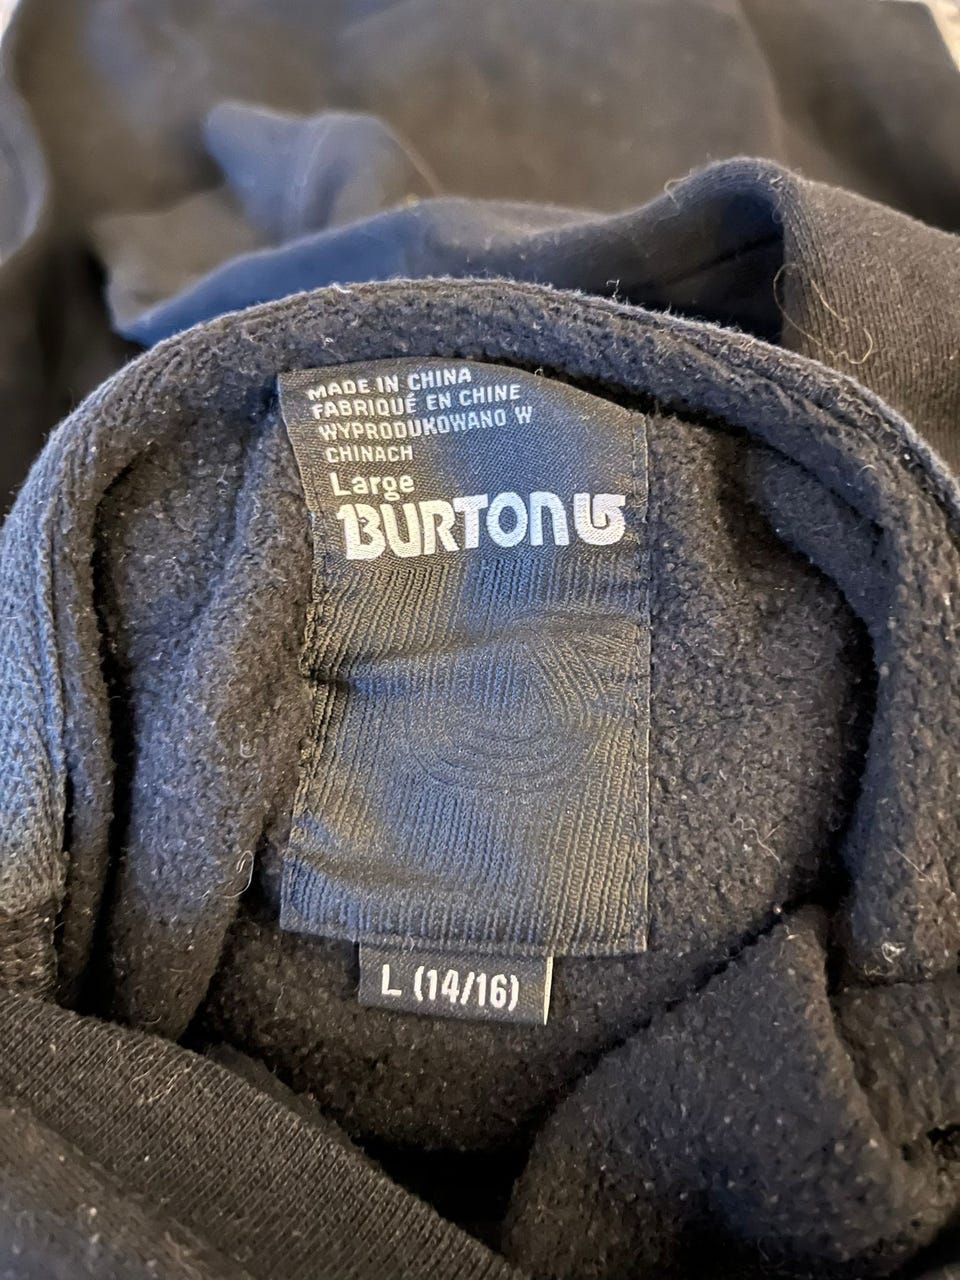 MADE IN CHINA
FABRIQUÉ EN CHINE
WYPRODUKOWANO W
CHINACH
Large
BURTON
L (14/16)